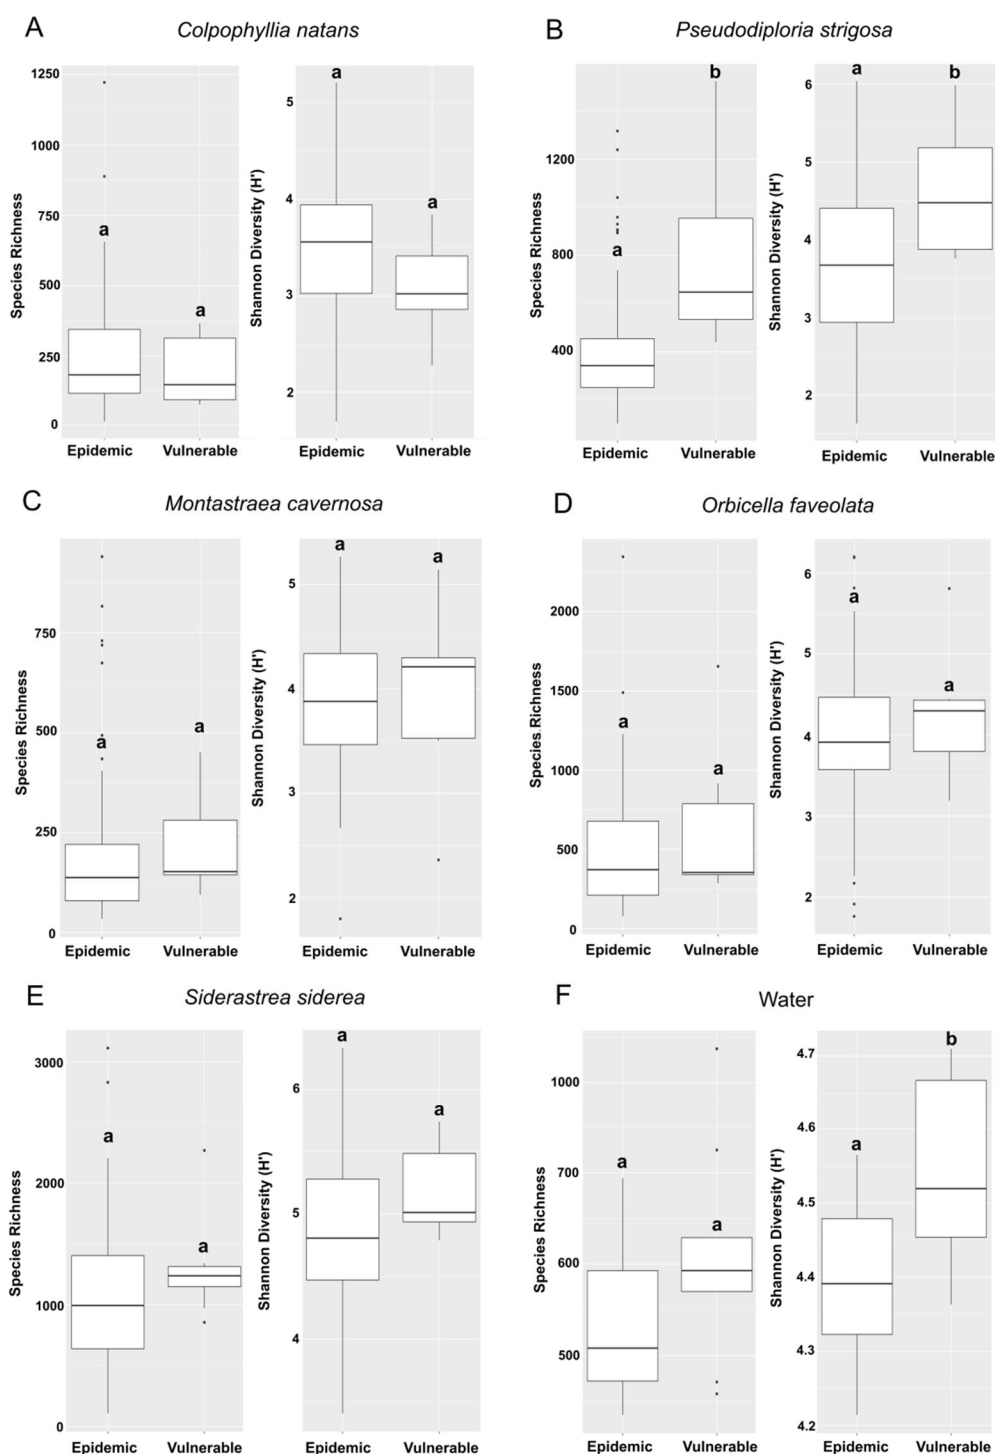 A
Colpophyllia natans
Species Richness
1250
1000
750
500
250
0
a
a
Epidemic
Vulnerable
Shannon Diversity (H')
5
4
3
2
a
a
Epidemic
Vulnerable
B
Pseudodiploria strigosa
Species Richness
1200
800
400
a
b
Epidemic
Vulnerable
Shannon Diversity (H')
6
5
4
3
2
a
b
Epidemic
Vulnerable
C
Montastraea cavernosa
Species Richness
750
500
250
0
a
a
Epidemic
Vulnerable
Shannon Diversity (H')
5
4
3
2
a
a
Epidemic
Vulnerable
D
Orbicella faveolata
Species Richness
2000
1500
1000
500
0
a
a
Epidemic
Vulnerable
Shannon Diversity (H')
6
5
4
3
2
a
a
Epidemic
Vulnerable
E
Siderastrea siderea
Species Richness
3000
2000
1000
0
a
a
Epidemic
Vulnerable
Shannon Diversity (H')
6
5
4
a
a
Epidemic
Vulnerable
F
Water
Species Richness
1000
700
600
500
a
a
Epidemic
Vulnerable
Shannon Diversity (H')
4.7
4.6
4.5
4.4
4.3
4.2
a
b
Epidemic
Vulnerable